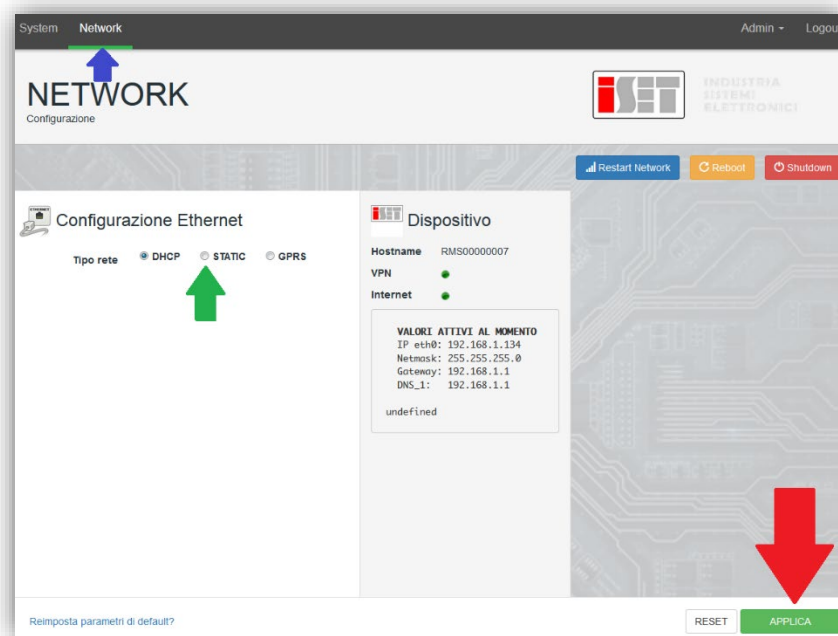 System Network Admin Logou
NETWORK
Configurazione
iSET INDUSTRIA
SISTEMI
ELETTRONICI
Restart Network Reboot Shutdown
Configurazione Ethernet
Tipo rete DHCP STATIC GPRS
iSET Dispositivo
Hostname RMS00000007
VPN
Internet
VALORI ATTIVI AL MOMENTO
IP eth0: 192.168.1.134
Netmask: 255.255.255.0
Gateway: 192.168.1.1
DNS_1: 192.168.1.1
undefined
Reimposta parametri di default?
RESET APPLICA